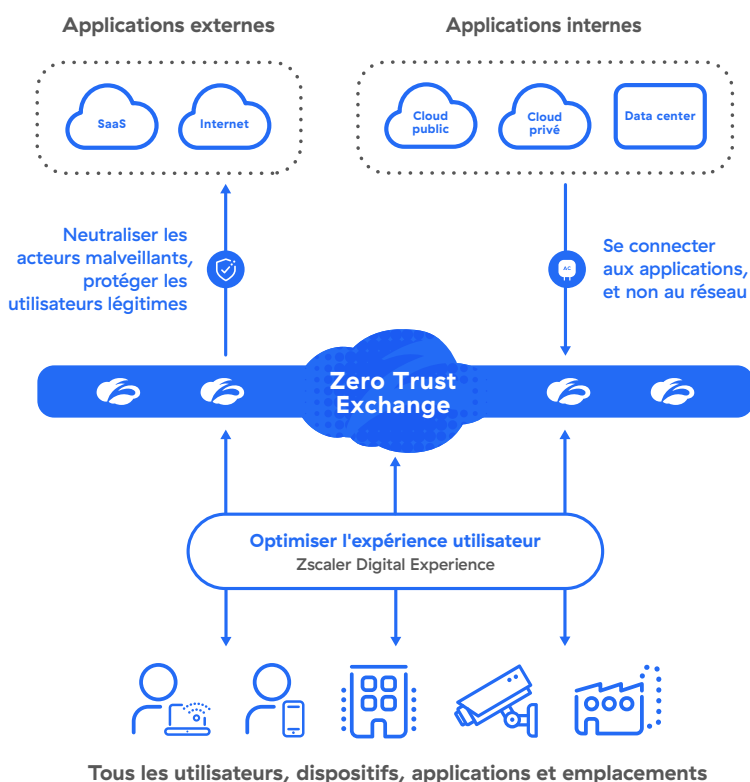 Applications externes
Applications internes
SaaS
Internet
Cloud
public
Cloud
privé
Data center
Neutraliser les
acteurs malveillants,
protéger les
utilisateurs légitimes
AC
Se connecter
aux applications,
et non au réseau
Zero Trust
Exchange
Optimiser l'expérience utilisateur
Zscaler Digital Experience
Tous les utilisateurs, dispositifs, applications et emplacements